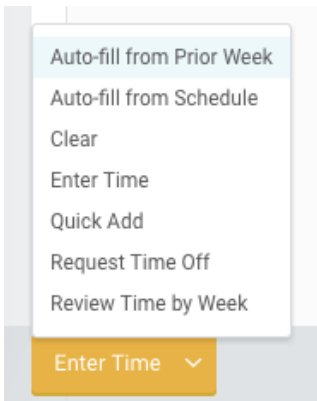 Auto-fill from Prior Week
Auto-fill from Schedule
Clear
Enter Time
Quick Add
Request Time Off
Review Time by Week
Enter Time